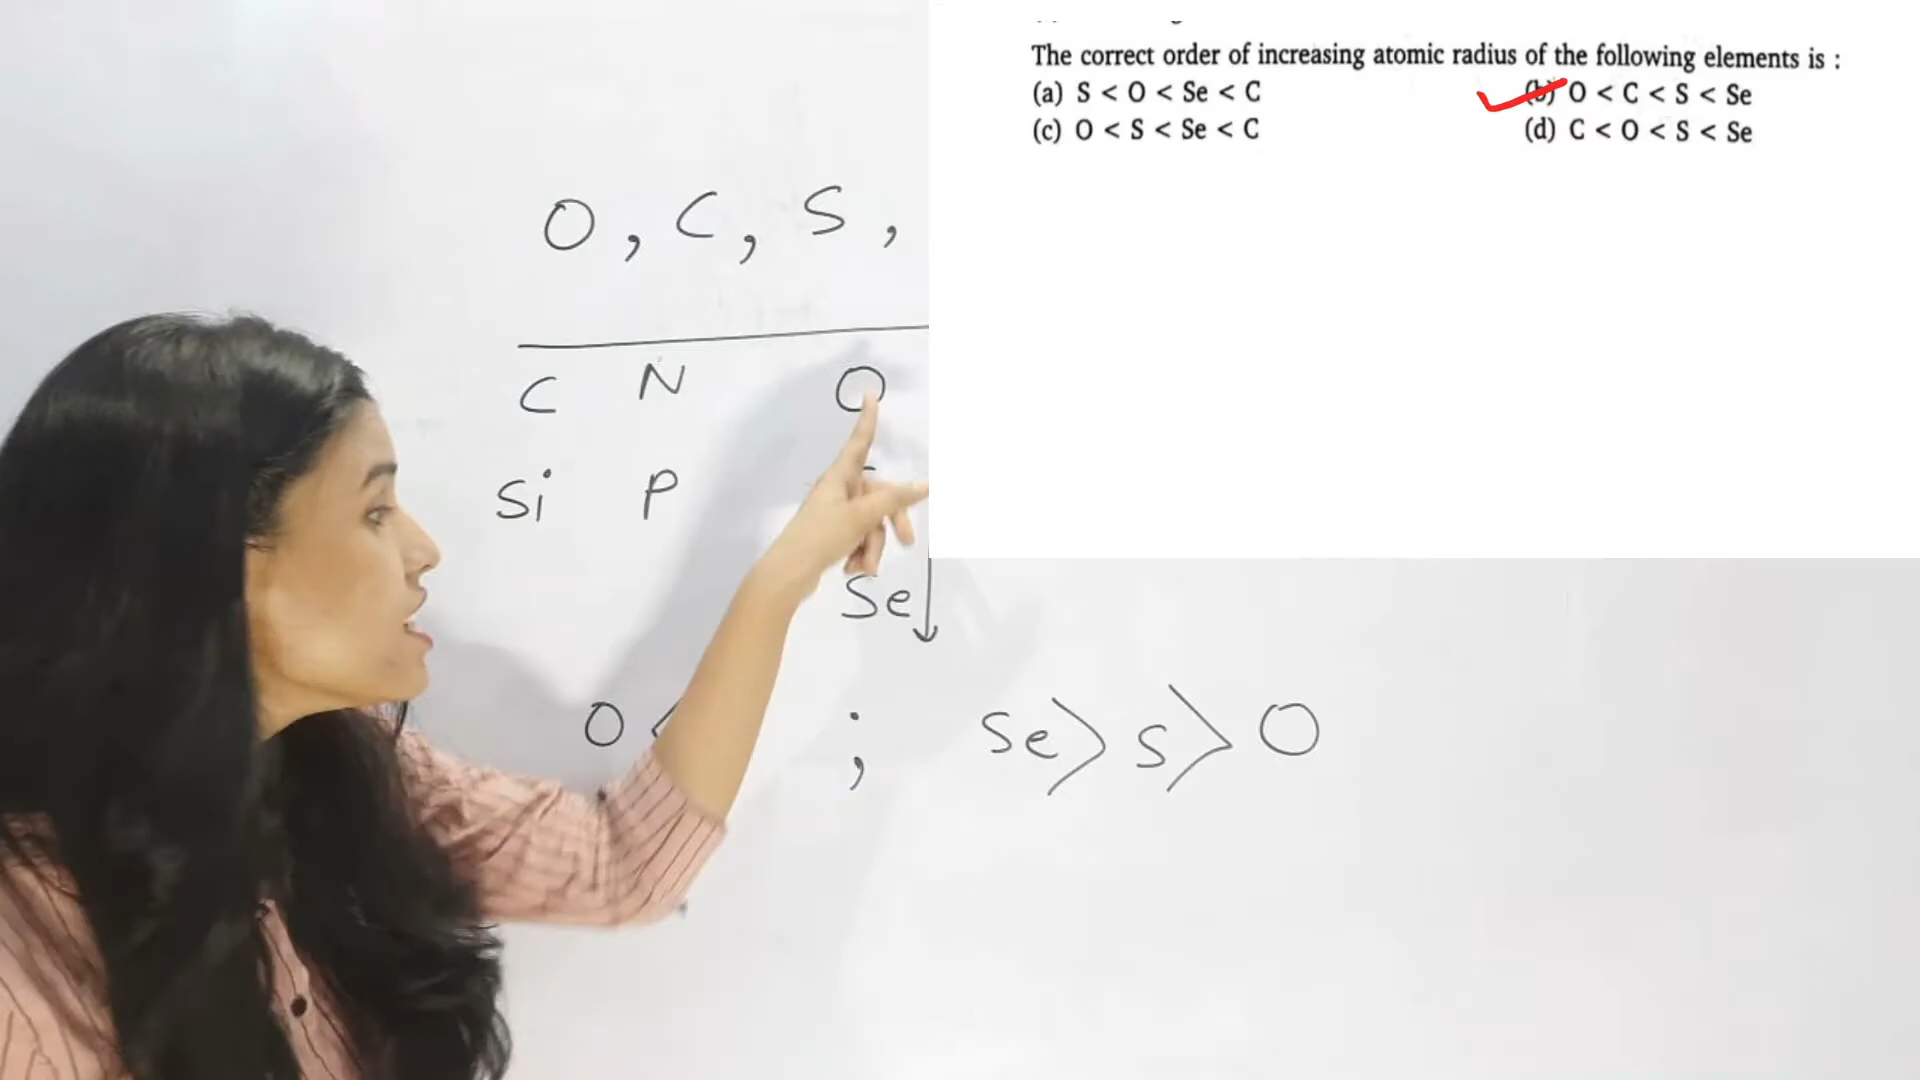 The correct order of increasing atomic radius of the following elements is :
(a) S < O < Se < C
(b) O < C < S < Se
(c) O < S < Se < C
(d) C < O < S < Se
O , C , S ,
C N O
Si P
Se
O < ; Se > S > O